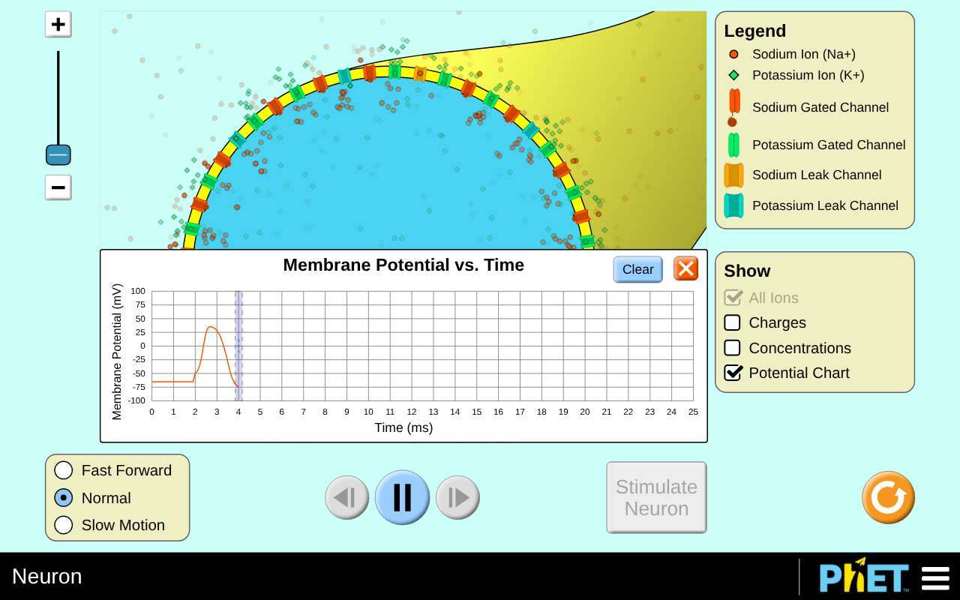 +
−
Legend
Sodium Ion (Na+)
Potassium Ion (K+)
Sodium Gated Channel
Potassium Gated Channel
Sodium Leak Channel
Potassium Leak Channel
Membrane Potential vs. Time
Clear
Membrane Potential (mV)
100
75
50
25
0
-25
-50
-75
-100
0 1 2 3 4 5 6 7 8 9 10 11 12 13 14 15 16 17 18 19 20 21 22 23 24 25
Time (ms)
Show
All Ions
Charges
Concentrations
Potential Chart
Fast Forward
Normal
Slow Motion
Stimulate
Neuron
Neuron
PhET